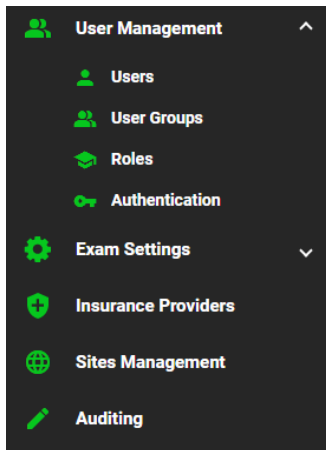 User Management
Users
User Groups
Roles
Authentication
Exam Settings
Insurance Providers
Sites Management
Auditing